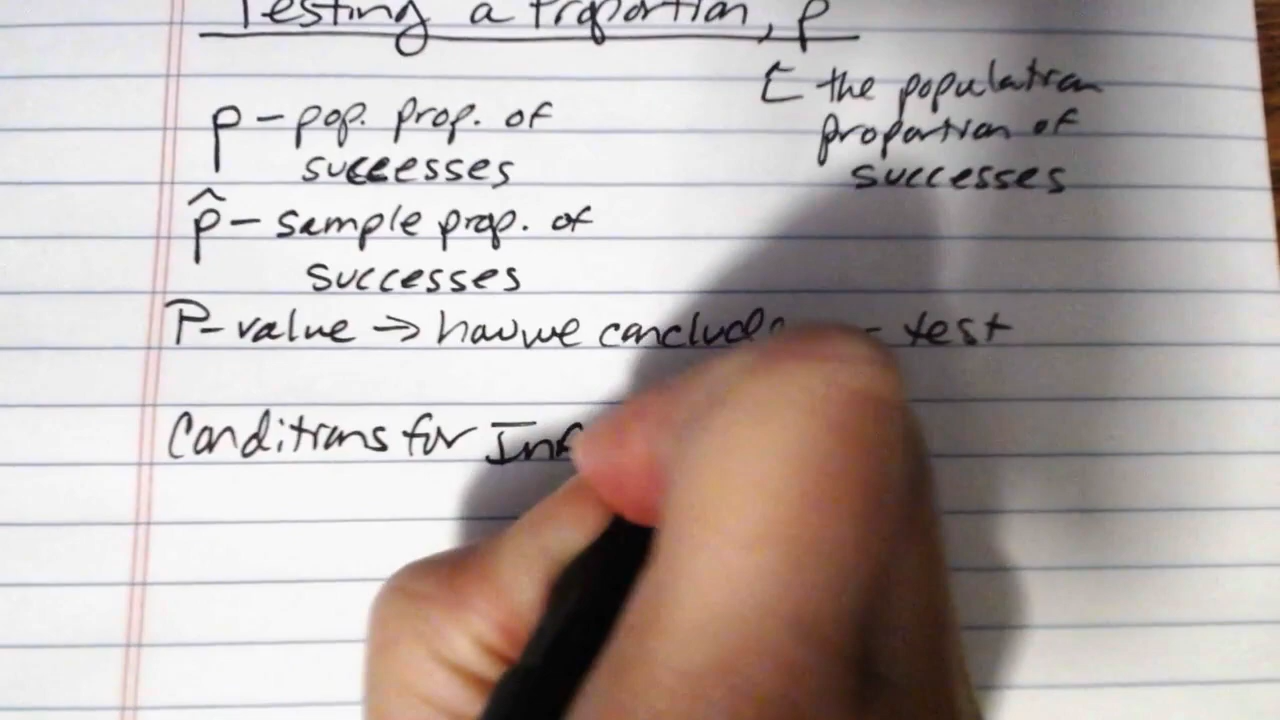 Testing a Proportion, p
[ the population
proportion of
successes
p - pop. prop. of
successes
p̂ - sample prop. of
successes
P-value → how we test
Conditions for